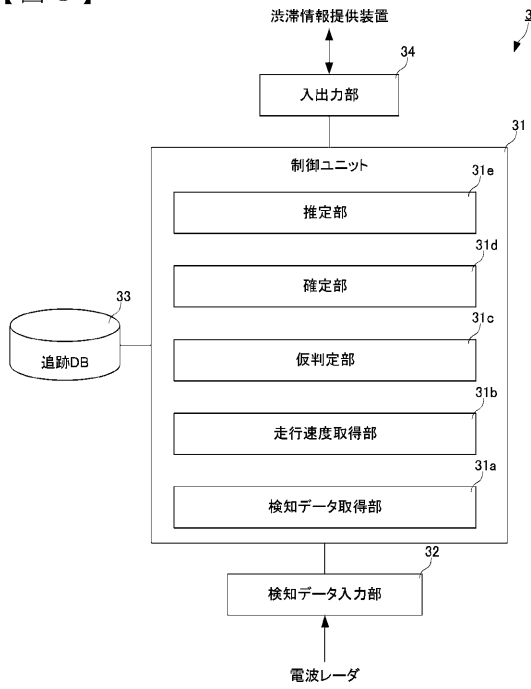 渋滞情報提供装置
3
34
入出力部
31
制御ユニット
31e
推定部
31d
確定部
33
追跡DB
31c
仮判定部
31b
走行速度取得部
31a
検知データ取得部
32
検知データ入力部
電波レーダ